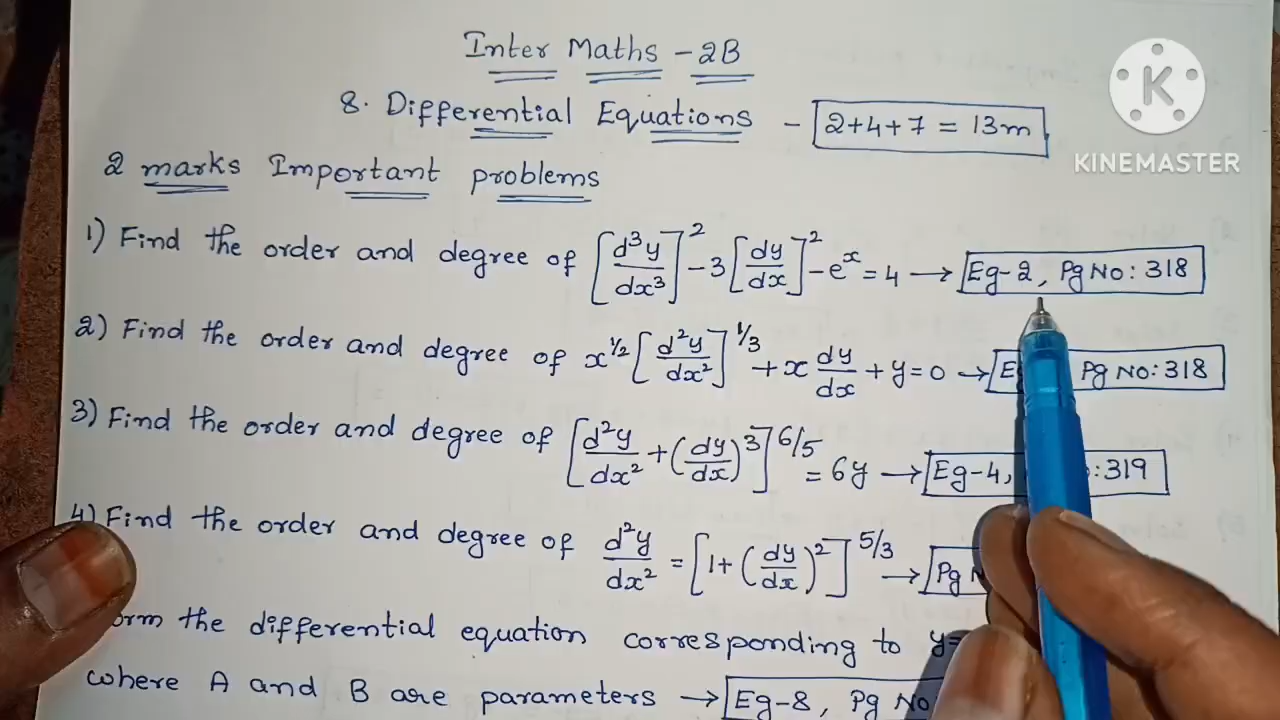 Inter Maths - 2B
8. Differential Equations - 2+4+7 = 13m
KINEMASTER
2 marks Important problems
1) Find the order and degree of [d³y/dx³]² - 3[dy/dx]² - eˣ = 4 → Eg-2, Pg No: 318
2) Find the order and degree of x^1/2 [d²y/dx²]^1/3 + x dy/dx + y = 0 → Pg No: 318
3) Find the order and degree of [d²y/dx² + (dy/dx)³]^6/5 = 6y → Eg-4, :319
4) Find the order and degree of d²y/dx² = [1+(dy/dx)²]^5/3 → Pg
the differential equation corresponding to y=
where A and B are parameters → Eg-8, Pg No